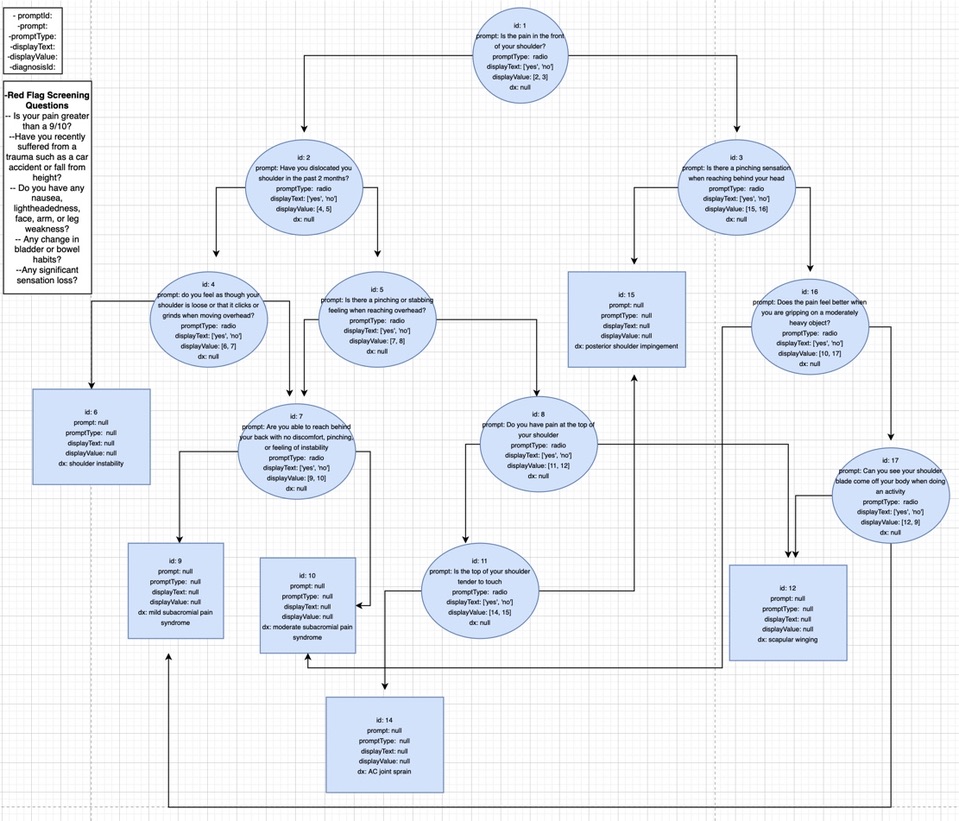 - promptId:
-prompt:
-promptType:
-displayText:
-displayValue:
-diagnosisId:
-Red Flag Screening
Questions
-- Is your pain greater
than a 9/10?
--Have you recently
suffered from a
trauma such as a car
accident or fall from
height?
-- Do you have any
nausea,
lightheadedness,
face, arm, or leg
weakness?
-- Any change in
bladder or bowel
habits?
--Any significant
sensation loss?
id: 1
prompt: Is the pain in the front
of your shoulder?
promptType: radio
displayText: ['yes', 'no']
displayValue: [2, 3]
dx: null
id: 2
prompt: Have you dislocated you
shoulder in the past 2 months?
promptType: radio
displayText: ['yes', 'no']
displayValue: [4, 5]
dx: null
id: 3
prompt: Is there a pinching sensation
when reaching behind your head
promptType: radio
displayText: ['yes', 'no']
displayValue: [15, 16]
dx: null
id: 4
prompt: do you feel as though your
shoulder is loose or that it clicks or
grinds when moving overhead?
promptType: radio
displayText: ['yes', 'no']
displayValue: [6, 7]
dx: null
id: 5
prompt: Is there a pinching or stabbing
feeling when reaching overhead?
promptType: radio
displayText: ['yes', 'no']
displayValue: [7, 8]
dx: null
id: 15
prompt: null
promptType: null
displayText: null
displayValue: null
dx: posterior shoulder impingement
id: 16
prompt: Does the pain feel better when
you are gripping on a moderately
heavy object?
promptType: radio
displayText: ['yes', 'no']
displayValue: [10, 17]
dx: null
id: 6
prompt: null
promptType: null
displayText: null
displayValue: null
dx: shoulder instability
id: 7
prompt: Are you able to reach behind
your back with no discomfort, pinching,
or feeling of instability
promptType: radio
displayText: ['yes', 'no']
displayValue: [9, 10]
dx: null
id: 8
prompt: Do you have pain at the top of
your shoulder
promptType: radio
displayText: ['yes', 'no']
displayValue: [11, 12]
dx: null
id: 17
prompt: Can you see your shoulder
blade come off your body when doing
an activity
promptType: radio
displayText: ['yes', 'no']
displayValue: [12, 9]
dx: null
id: 9
prompt: null
promptType: null
displayText: null
displayValue: null
dx: mild subacromial pain
syndrome
id: 10
prompt: null
promptType: null
displayText: null
displayValue: null
dx: moderate subacromial pain
syndrome
id: 11
prompt: Is the top of your shoulder
tender to touch
promptType: radio
displayText: ['yes', 'no']
displayValue: [14, 15]
dx: null
id: 12
prompt: null
promptType: null
displayText: null
displayValue: null
dx: scapular winging
id: 14
prompt: null
promptType: null
displayText: null
displayValue: null
dx: AC joint sprain